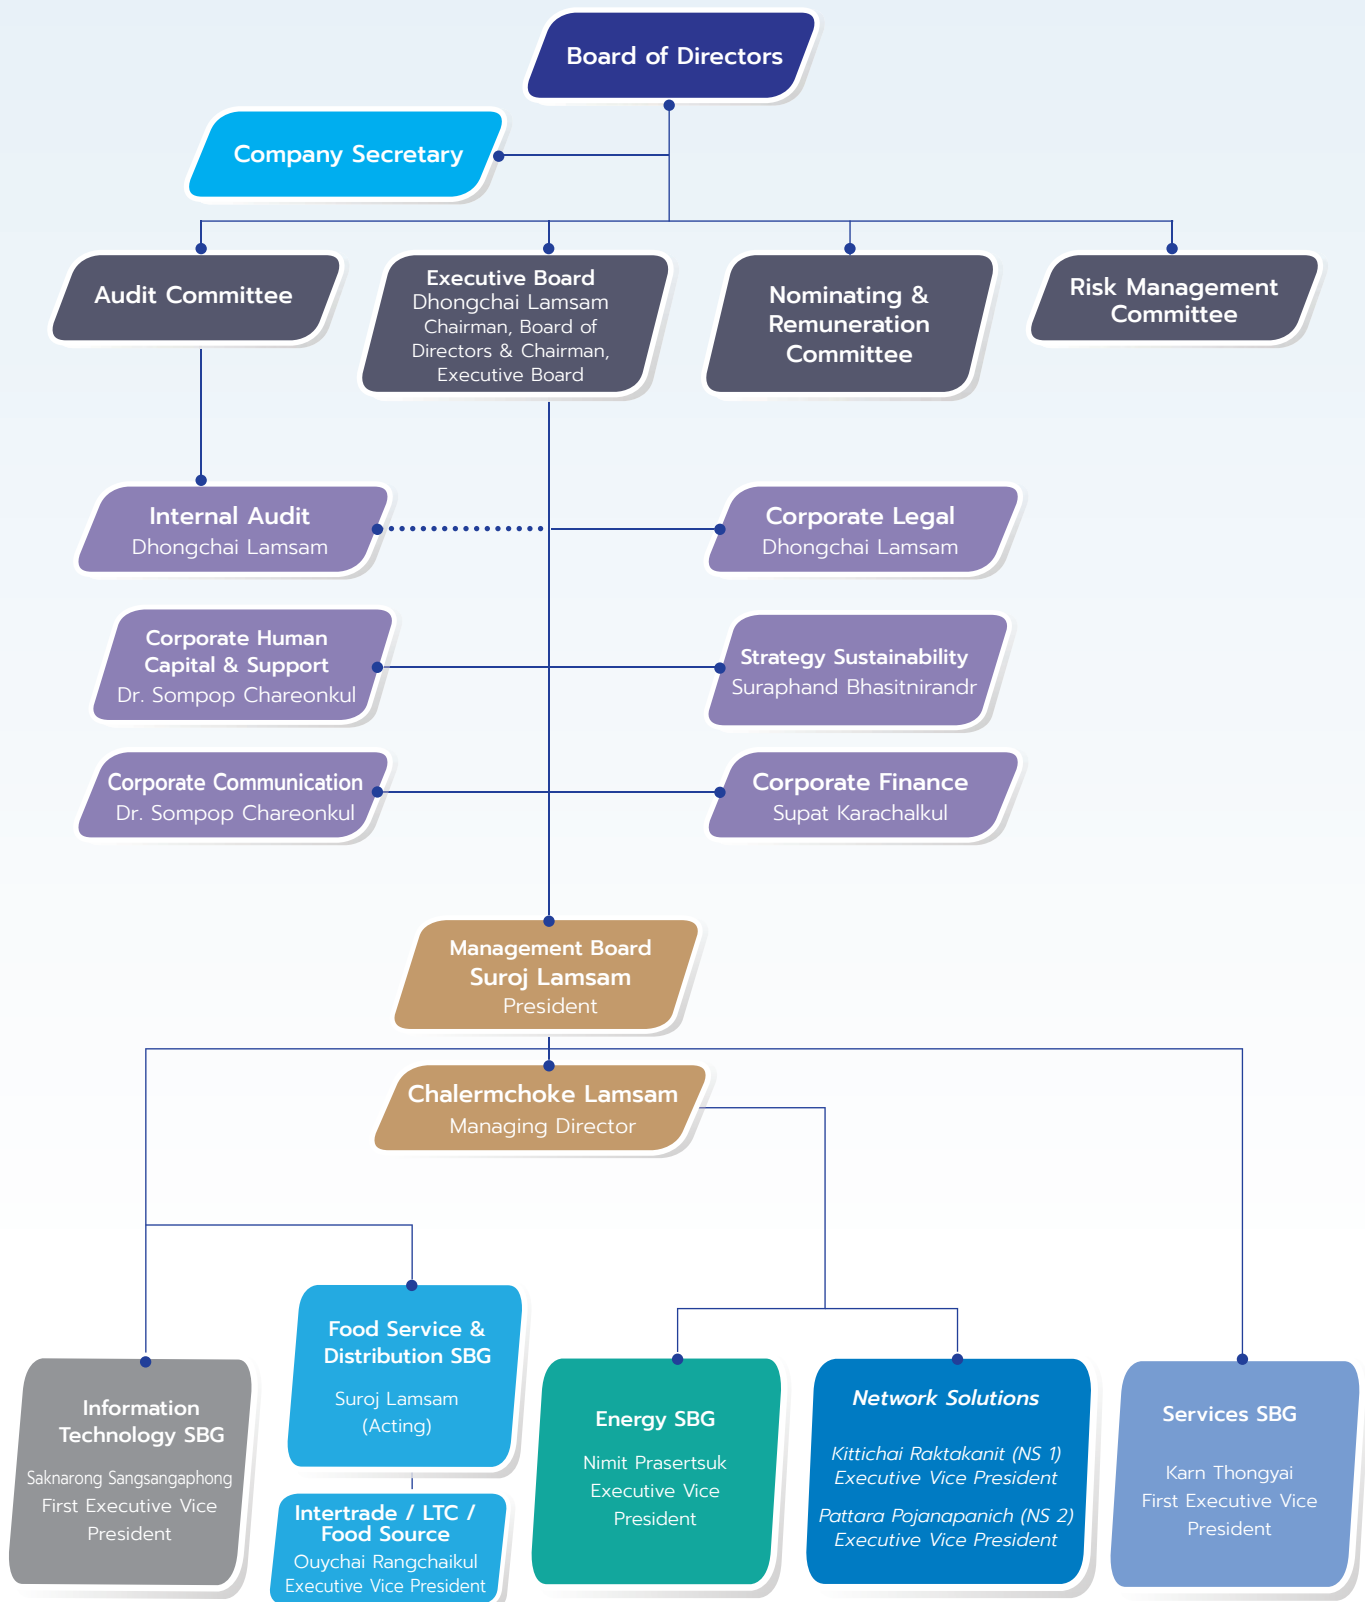 Board of Directors
Company Secretary
Audit Committee
Executive Board
Dhongchai Lamsam
Chairman, Board of
Directors & Chairman,
Executive Board
Nominating &
Remuneration
Committee
Risk Management
Committee
Internal Audit
Dhongchai Lamsam
Corporate Legal
Dhongchai Lamsam
Corporate Human
Capital & Support
Dr. Sompop Chareonkul
Strategy Sustainability
Suraphand Bhasitnirandr
Corporate Communication
Dr. Sompop Chareonkul
Corporate Finance
Supat Karachalkul
Management Board
Suroj Lamsam
President
Chalermchoke Lamsam
Managing Director
Information
Technology SBG
Saknarong Sangsangaphong
First Executive Vice
President
Food Service &
Distribution SBG
Suroj Lamsam
(Acting)
Intertrade / LTC /
Food Source
Ouychai Rangchaikul
Executive Vice President
Energy SBG
Nimit Prasertsuk
Executive Vice
President
Network Solutions
Kittichai Raktakanit (NS 1)
Executive Vice President
Pattara Pojanapanich (NS 2)
Executive Vice President
Services SBG
Karn Thongyai
First Executive Vice
President